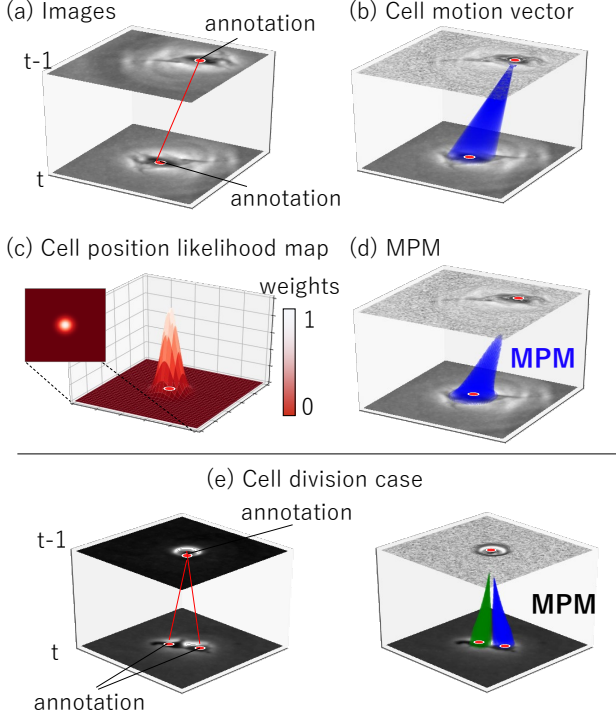 (a) Images
annotation
t-1
t
annotation
(b) Cell motion vector
(c) Cell position likelihood map
weights
1
0
(d) MPM
MPM
(e) Cell division case
annotation
t-1
t
annotation
MPM